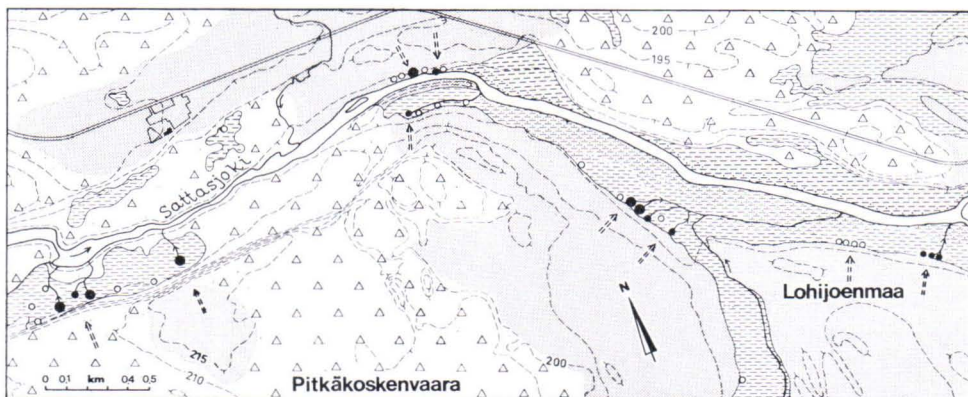 200
195
Sattasjoki
N
Lohijoenmaa
215
210
200
0 0,1 km 0,4 0,5
Pitkäkoskenvaara